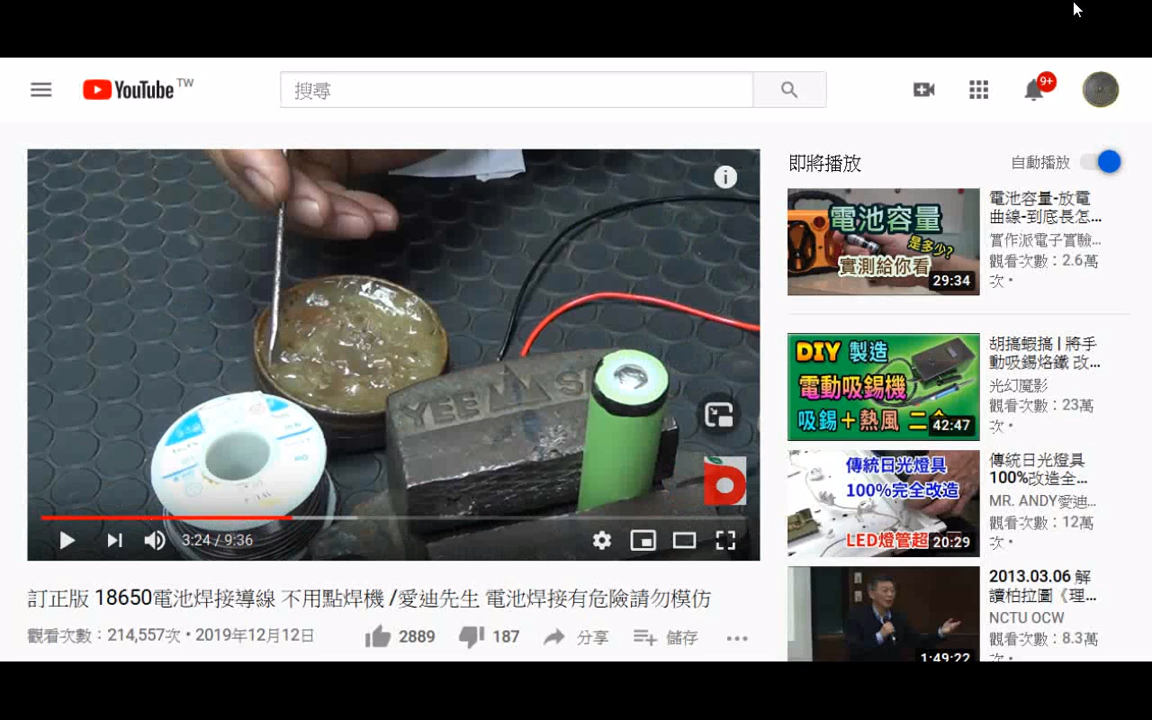 YouTube TW
搜尋
9+
YES
3:24 / 9:36
訂正版 18650電池焊接導線 不用點焊機 /愛迪先生 電池焊接有危險請勿模仿
觀看次數：214,557次 • 2019年12月12日
2889
187
分享
儲存
即將播放
自動播放
電池容量
是多少?
實測給你看
29:34
電池容量-放電
曲線-到底長怎...
實作派電子實驗...
觀看次數：2.6萬
次 •
DIY 製造
電動吸錫機
吸錫＋熱風 二合
42:47
胡搞蝦搞 | 將手
動吸錫烙鐵 改...
光幻魔影
觀看次數：23萬
次 •
傳統日光燈具
100%完全改造
LED燈管超
20:29
傳統日光燈具
100%改造全...
MR. ANDY愛迪...
觀看次數：12萬
次 •
1:49:22
2013.03.06 解
讀柏拉圖《理...
NCTU OCW
觀看次數：8.3萬
次 •